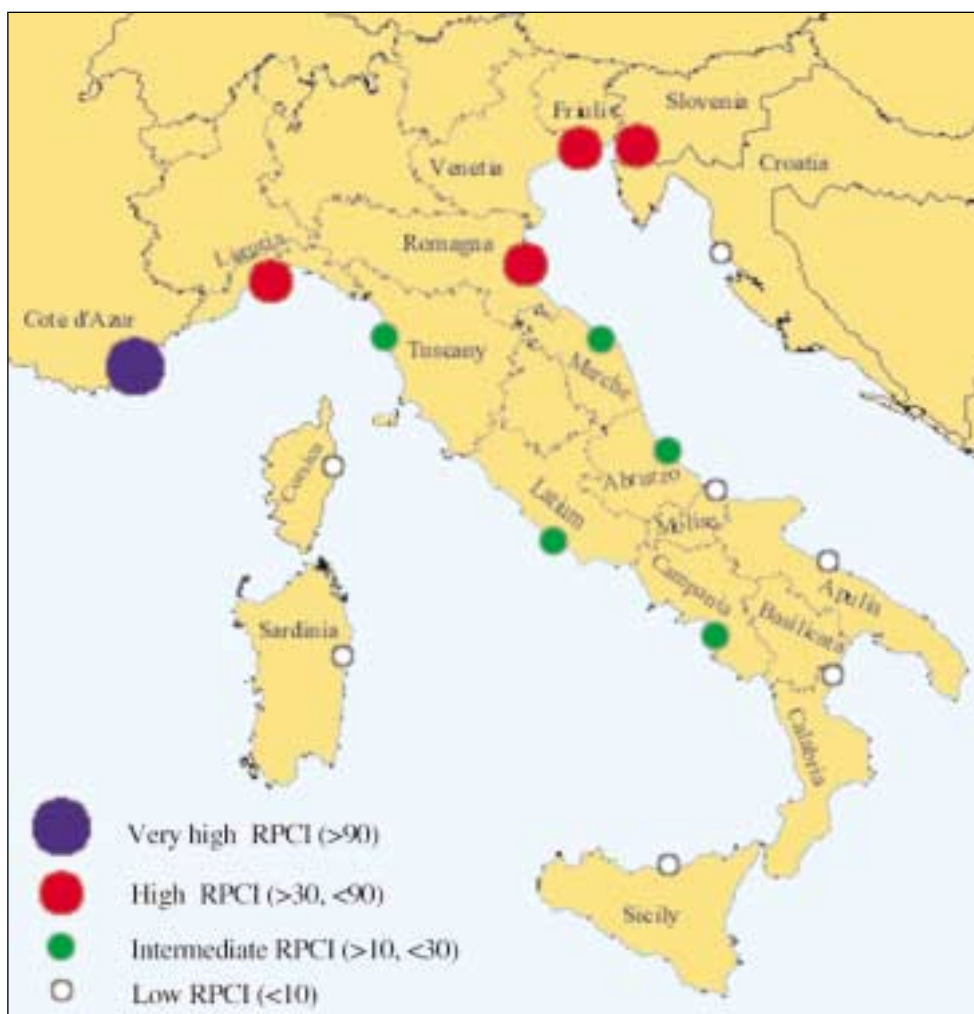 Slovenia
Friuli
Croatia
Venetia
Romagna
Liguria
Cote d'Azur
Tuscany
Marche
Corsica
Abruzzo
Latium
Molise
Campania
Apulia
Basilicata
Sardinia
Calabria
Sicily
Very high RPCI (>90)
High RPCI (>30, <90)
Intermediate RPCI (>10, <30)
Low RPCI (<10)